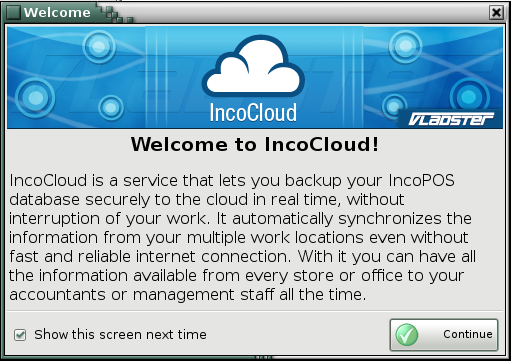 Welcome
IncoCloud
VLADSTER
Welcome to IncoCloud!
IncoCloud is a service that lets you backup your IncoPOS
database securely to the cloud in real time, without
interruption of your work. It automatically synchronizes the
information from your multiple work locations even without
fast and reliable internet connection. With it you can have all
the information available from every store or office to your
accountants or management staff all the time.
Show this screen next time
Continue